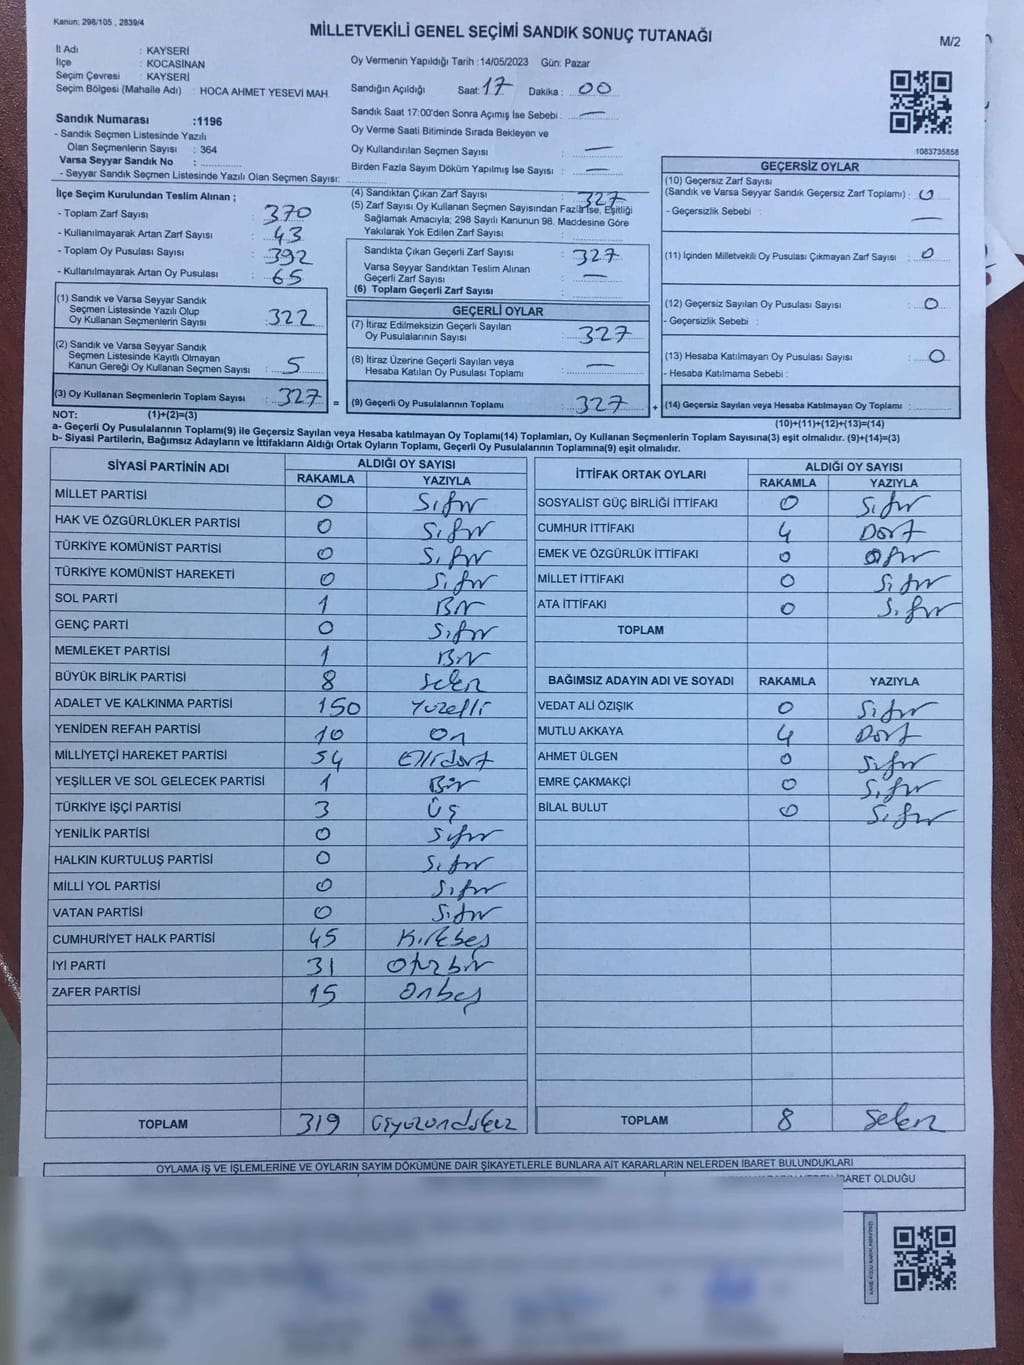 Kanun: 298/105 , 2839/4
MİLLETVEKİLİ GENEL SEÇİMİ SANDIK SONUÇ TUTANAĞI
M/2
İl Adı : KAYSERİ
İlçe : KOCASİNAN
Seçim Çevresi : KAYSERİ
Seçim Bölgesi (Mahalle Adı) : HOCA AHMET YESEVİ MAH.
Oy Vermenin Yapıldığı Tarih :14/05/2023 Gün: Pazar
Sandığın Açıldığı Saat: 17 Dakika : 00
Sandık Saat 17:00'den Sonra Açımış İse Sebebi : —
Oy Verme Saati Bitiminde Sırada Bekleyen ve
Oy Kullandırılan Seçmen Sayısı : —
Birden Fazla Sayım Döküm Yapılmış İse Sayısı : —
1083735858
Sandık Numarası :1196
- Sandık Seçmen Listesinde Yazılı
Olan Seçmenlerin Sayısı : 364
Varsa Seyyar Sandık No :
- Seyyar Sandık Seçmen Listesinde Yazılı Olan Seçmen Sayısı:
İlçe Seçim Kurulundan Teslim Alınan ;
- Toplam Zarf Sayısı : 370
- Kullanılmayarak Artan Zarf Sayısı : 43
- Toplam Oy Pusulası Sayısı : 392
- Kullanılmayarak Artan Oy Pusulası : 65
(1) Sandık ve Varsa Seyyar Sandık
Seçmen Listesinde Yazılı Olup
Oy Kullanan Seçmenlerin Sayısı : 322
(2) Sandık ve Varsa Seyyar Sandık
Seçmen Listesinde Kayıtlı Olmayan
Kanun Gereği Oy Kullanan Seçmen Sayısı : 5
(3) Oy Kullanan Seçmenlerin Toplam Sayısı : 327 =
(4) Sandıktan Çıkan Zarf Sayısı : 327
(5) Zarf Sayısı Oy Kullanan Seçmen Sayısından Fazla İse, Eşitliği
Sağlamak Amacıyla; 298 Sayılı Kanunun 98. Maddesine Göre
Yakılarak Yok Edilen Zarf Sayısı :
Sandıkta Çıkan Geçerli Zarf Sayısı : 327
Varsa Seyyar Sandıktan Teslim Alınan
Geçerli Zarf Sayısı : —
(6) Toplam Geçerli Zarf Sayısı :
GEÇERLİ OYLAR
(7) İtiraz Edilmeksizin Geçerli Sayılan
Oy Pusulalarının Sayısı : 327
(8) İtiraz Üzerine Geçerli Sayılan veya
Hesaba Katılan Oy Pusulası Toplamı : —
(9) Geçerli Oy Pusulalarının Toplamı : 327 +
GEÇERSİZ OYLAR
(10) Geçersiz Zarf Sayısı
(Sandık ve Varsa Seyyar Sandık Geçersiz Zarf Toplamı) : 0
- Geçersizlik Sebebi : —
(11) İçinden Milletvekili Oy Pusulası Çıkmayan Zarf Sayısı : 0
(12) Geçersiz Sayılan Oy Pusulası Sayısı : 0
- Geçersizlik Sebebi :
(13) Hesaba Katılmayan Oy Pusulası Sayısı : 0
- Hesaba Katılmama Sebebi :
(14) Geçersiz Sayılan veya Hesaba Katılmayan Oy Toplamı :
NOT: (1)+(2)=(3)
(10)+(11)+(12)+(13)=(14)
a- Geçerli Oy Pusulalarının Toplamı(9) ile Geçersiz Sayılan veya Hesaba katılmayan Oy Toplamı(14) Toplamları, Oy Kullanan Seçmenlerin Toplam Sayısına(3) eşit olmalıdır. (9)+(14)=(3)
b- Siyasi Partilerin, Bağımsız Adayların ve İttifakların Aldığı Ortak Oyların Toplamı, Geçerli Oy Pusulalarının Toplamına(9) eşit olmalıdır.
SİYASİ PARTİNİN ADI ALDIĞI OY SAYISI
RAKAMLA YAZIYLA
MİLLET PARTİSİ 0 Sıfır
HAK VE ÖZGÜRLÜKLER PARTİSİ 0 Sıfır
TÜRKİYE KOMÜNİST PARTİSİ 0 Sıfır
TÜRKİYE KOMÜNİST HAREKETİ 0 Sıfır
SOL PARTİ 1 Bir
GENÇ PARTİ 0 Sıfır
MEMLEKET PARTİSİ 1 Bir
BÜYÜK BİRLİK PARTİSİ 8 Sekiz
ADALET VE KALKINMA PARTİSİ 150 Yüzelli
YENİDEN REFAH PARTİSİ 10 On
MİLLİYETÇİ HAREKET PARTİSİ 54 Ellidört
YEŞİLLER VE SOL GELECEK PARTİSİ 1 Bir
TÜRKİYE İŞÇİ PARTİSİ 3 Üç
YENİLİK PARTİSİ 0 Sıfır
HALKIN KURTULUŞ PARTİSİ 0 Sıfır
MİLLİ YOL PARTİSİ 0 Sıfır
VATAN PARTİSİ 0 Sıfır
CUMHURİYET HALK PARTİSİ 45 Kırkbeş
İYİ PARTİ 31 Otuzbir
ZAFER PARTİSİ 15 Onbeş
TOPLAM 319 Üçyüzondokuz
İTTİFAK ORTAK OYLARI ALDIĞI OY SAYISI
RAKAMLA YAZIYLA
SOSYALİST GÜÇ BİRLİĞİ İTTİFAKI 0 Sıfır
CUMHUR İTTİFAKI 4 Dört
EMEK VE ÖZGÜRLÜK İTTİFAKI 0 Sıfır
MİLLET İTTİFAKI 0 Sıfır
ATA İTTİFAKI 0 Sıfır
TOPLAM
BAĞIMSIZ ADAYIN ADI VE SOYADI RAKAMLA YAZIYLA
VEDAT ALİ ÖZIŞIK 0 Sıfır
MUTLU AKKAYA 4 Dört
AHMET ÜLGEN 0 Sıfır
EMRE ÇAKMAKÇİ 0 Sıfır
BİLAL BULUT 0 Sıfır
TOPLAM 8 Sekiz
OYLAMA İŞ VE İŞLEMLERİNE VE OYLARIN SAYIM DÖKÜMÜNE DAİR ŞİKAYETLERLE BUNLARA AİT KARARLARIN NELERDEN İBARET BULUNDUKLARI
İBARET OLDUĞU